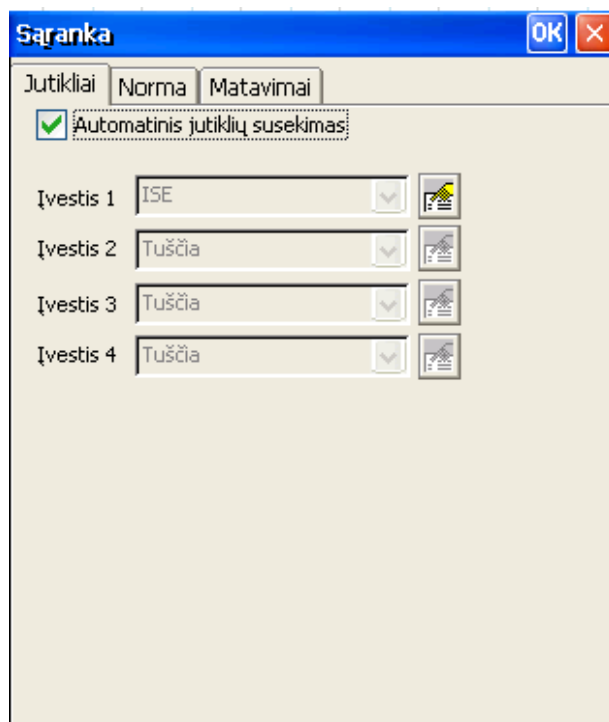 Sąranka OK
Jutikliai Norma Matavimai
Automatinis jutiklių susekimas
Įvestis 1 ISE
Įvestis 2 Tuščia
Įvestis 3 Tuščia
Įvestis 4 Tuščia